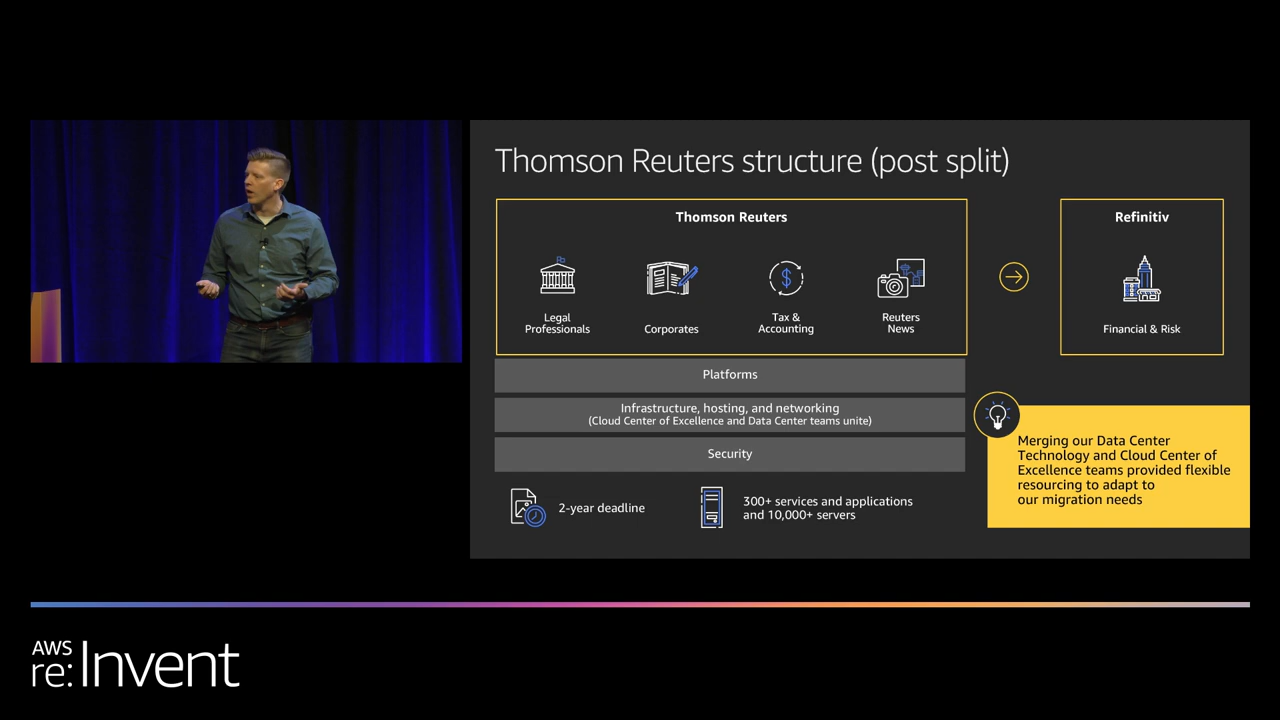 Thomson Reuters structure (post split)
Thomson Reuters
Legal
Professionals
Corporates
Tax &
Accounting
Reuters
News
Refinitiv
Financial & Risk
Platforms
Infrastructure, hosting, and networking
(Cloud Center of Excellence and Data Center teams unite)
Security
2-year deadline
300+ services and applications
and 10,000+ servers
Merging our Data Center
Technology and Cloud Center of
Excellence teams provided flexible
resourcing to adapt to
our migration needs
AWS
re:Invent